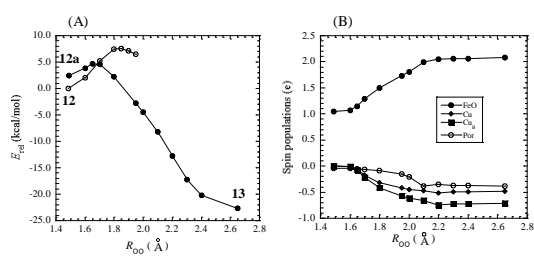 (A)
10.0
5.0
0.0
-5.0
-10.0
-15.0
-20.0
-25.0
E_rel (kcal/mol)
12a
12
13
1.4 1.6 1.8 2.0 2.2 2.4 2.6 2.8
R_OO (Å)
(B)
2.5
2.0
1.5
1.0
0.5
0.0
-0.5
-1.0
Spin populations (e)
FeO
Cu
Cu_B
Por
1.4 1.6 1.8 2.0 2.2 2.4 2.6 2.8
R_OO (Å)